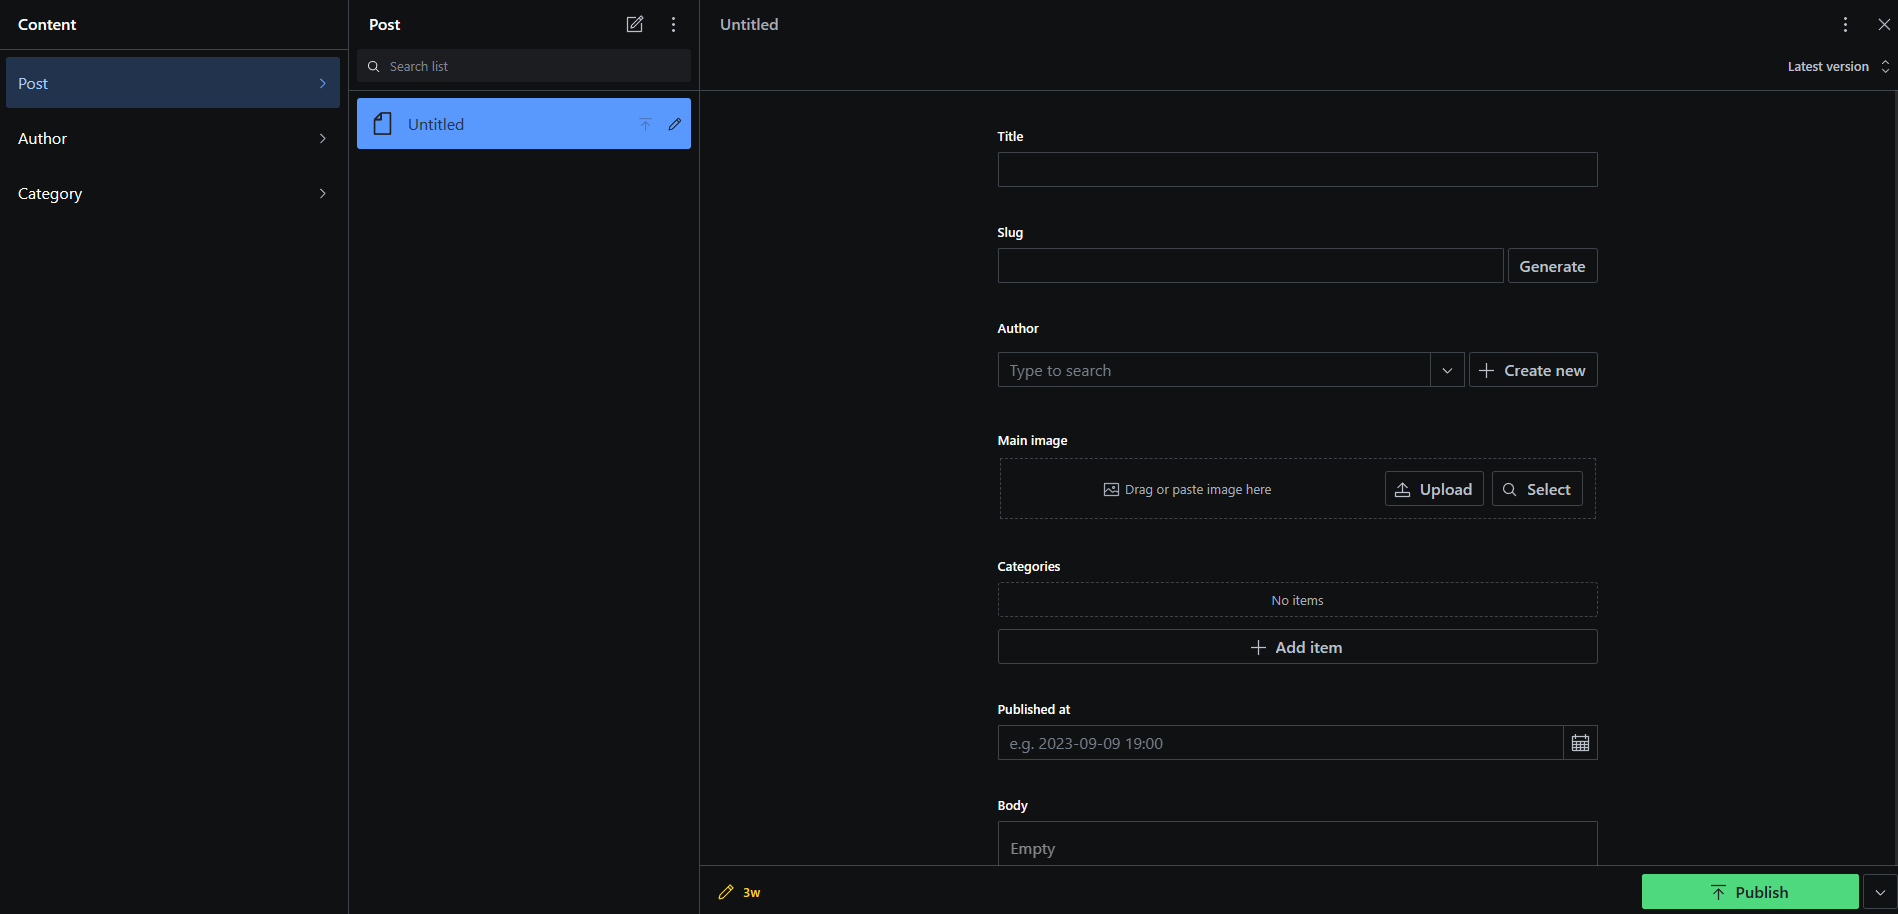 Content
Post
Author
Category
Post
Search list
Untitled
Untitled
Latest version
Title
Slug
Generate
Author
Type to search
Create new
Main image
Drag or paste image here
Upload
Select
Categories
No items
Add item
Published at
e.g. 2023-09-09 19:00
Body
Empty
3w
Publish